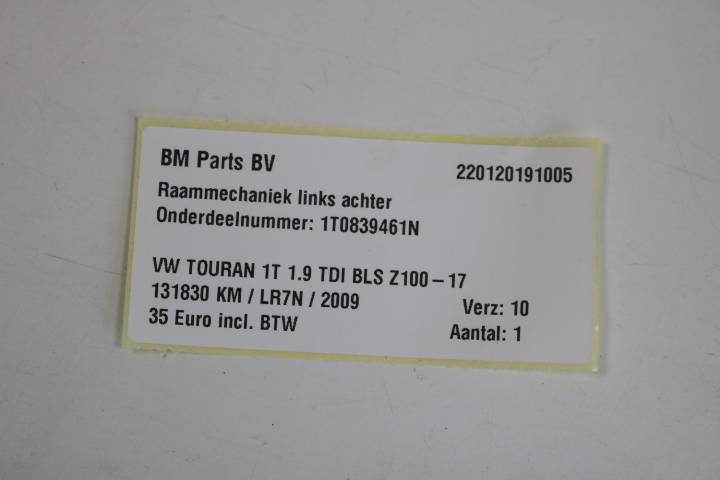 BM Parts BV 220120191005
Raammechaniek links achter
Onderdeelnummer: 1T0839461N
VW TOURAN 1T 1.9 TDI BLS Z100 – 17
131830 KM / LR7N / 2009 Verz: 10
35 Euro incl. BTW Aantal: 1